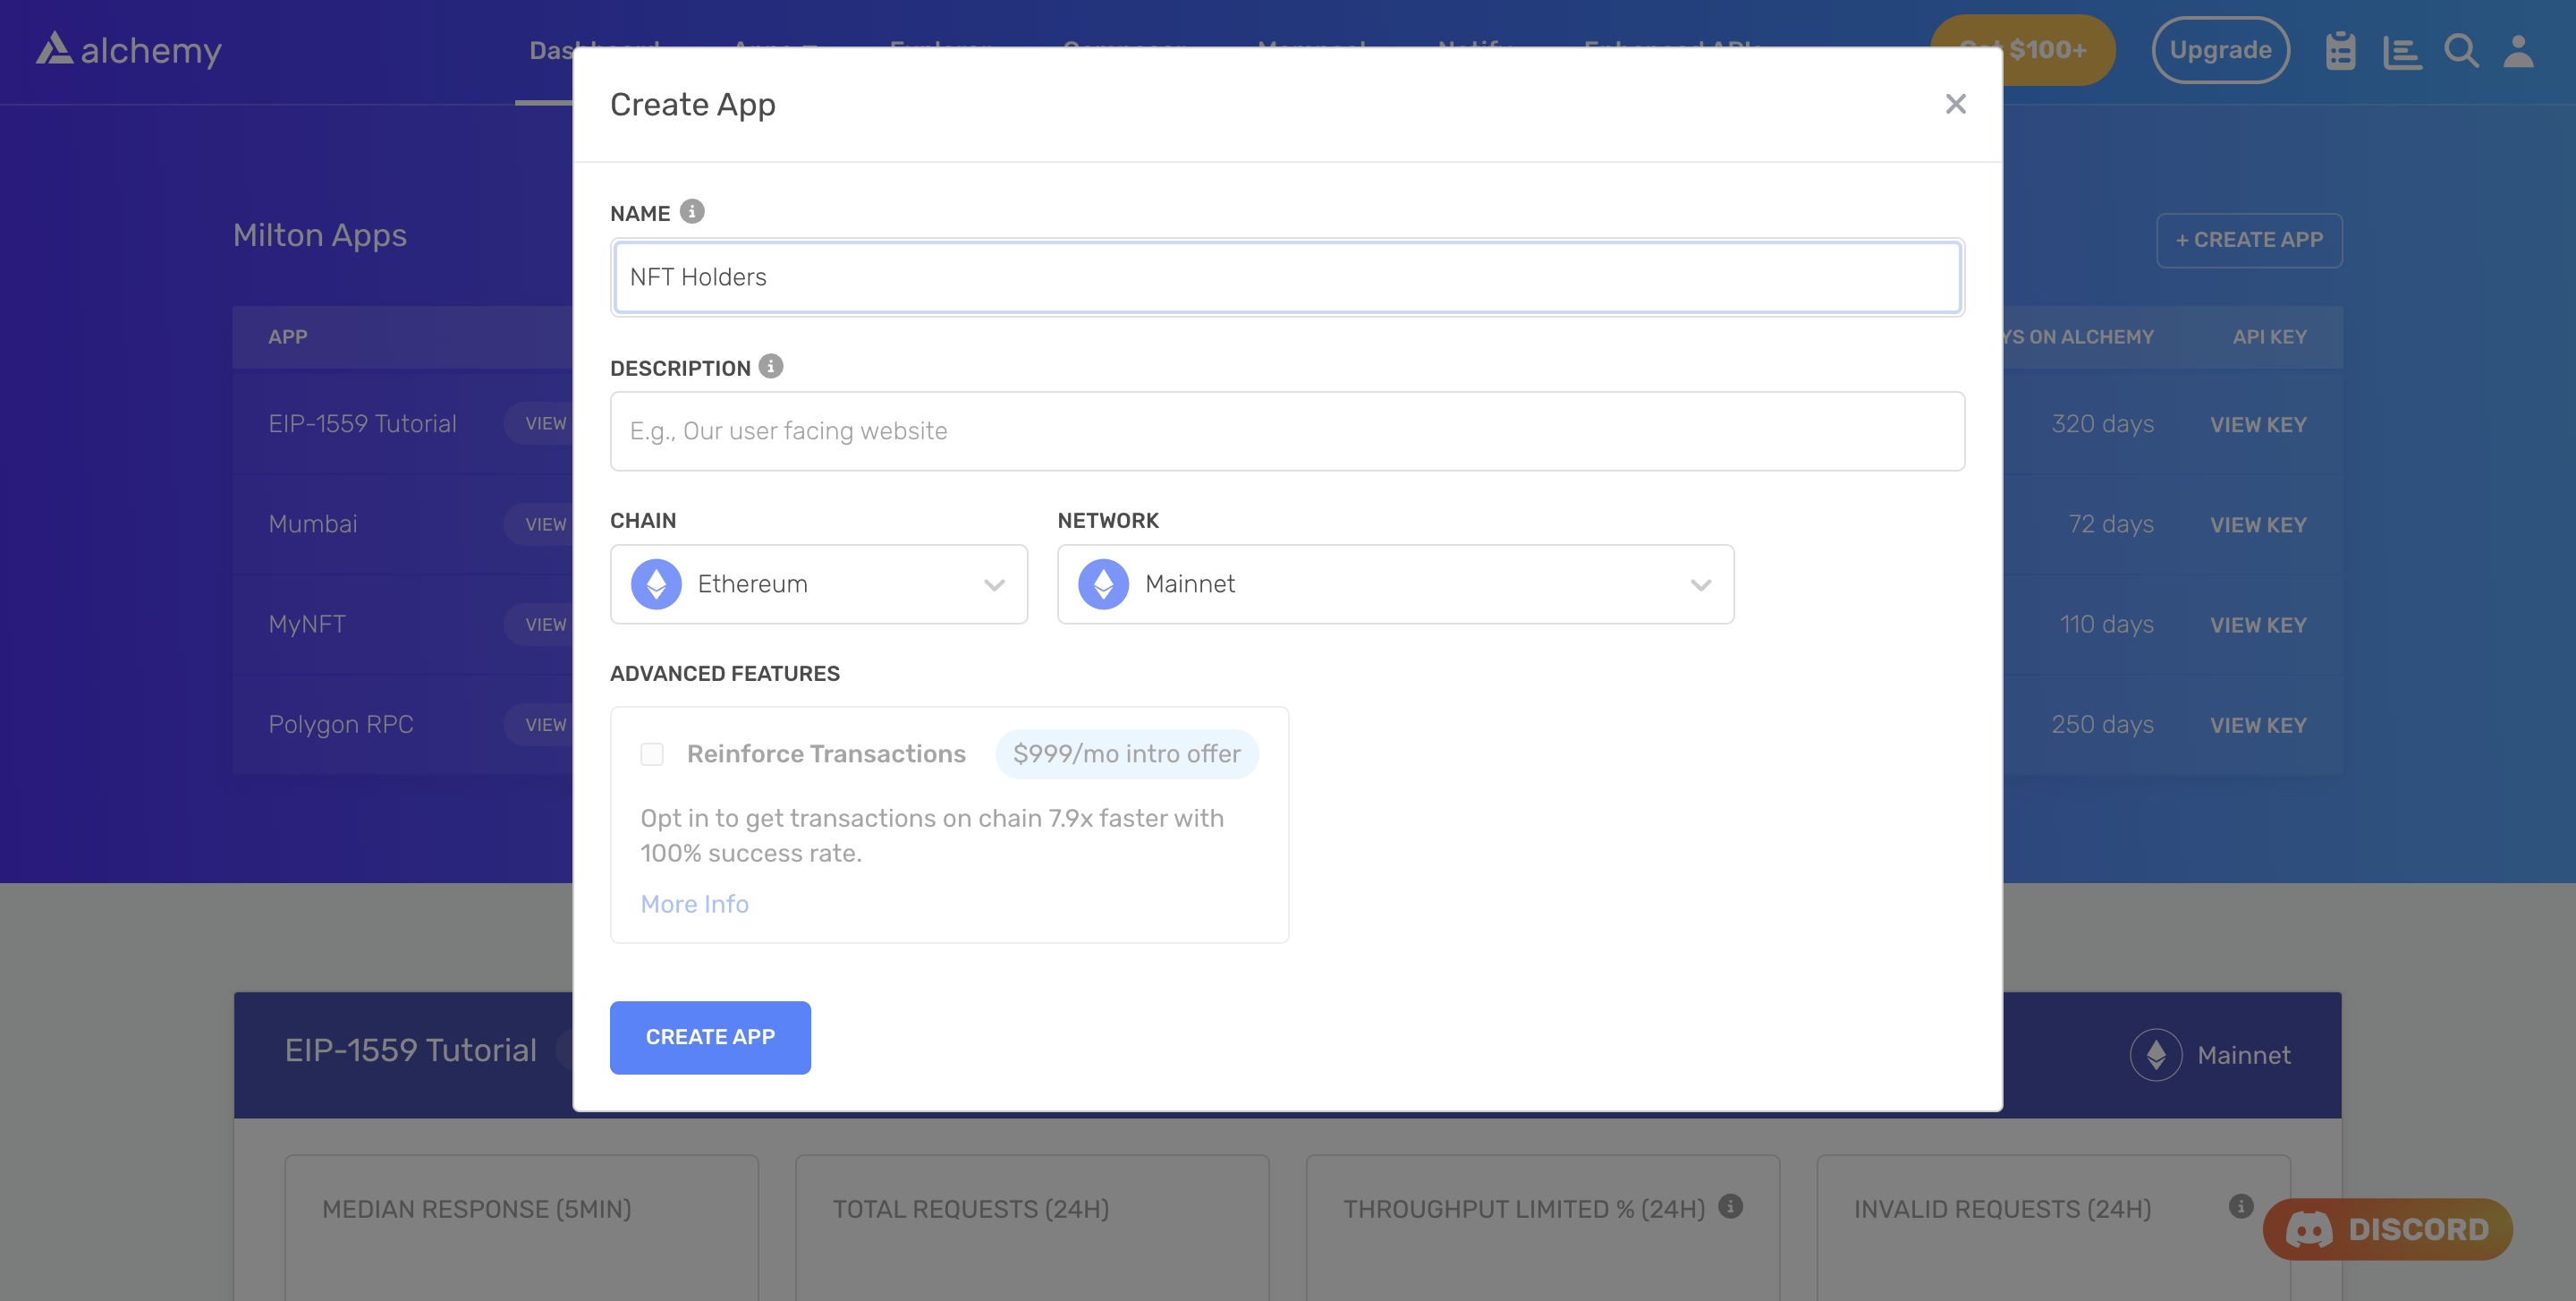 alchemy
Get $100+
Upgrade
Create App
NAME
NFT Holders
DESCRIPTION
E.g., Our user facing website
CHAIN
NETWORK
Ethereum
Mainnet
ADVANCED FEATURES
Reinforce Transactions
$999/mo intro offer
Opt in to get transactions on chain 7.9x faster with
100% success rate.
More Info
CREATE APP
Milton Apps
+ CREATE APP
APP
ON ALCHEMY
API KEY
EIP-1559 Tutorial
VIEW
320 days
VIEW KEY
Mumbai
VIEW
72 days
VIEW KEY
MyNFT
VIEW
110 days
VIEW KEY
Polygon RPC
VIEW
250 days
VIEW KEY
EIP-1559 Tutorial
Mainnet
MEDIAN RESPONSE (5MIN)
TOTAL REQUESTS (24H)
THROUGHPUT LIMITED % (24H)
INVALID REQUESTS (24H)
DISCORD